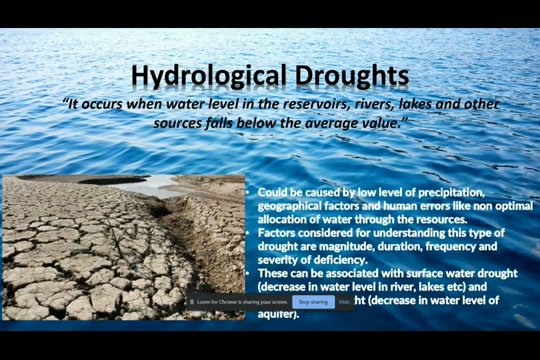 Hydrological Droughts
“It occurs when water level in the reservoirs, rivers, lakes and other
sources falls below the average value.”
• Could be caused by low level of precipitation,
geographical factors and human errors like non optimal
allocation of water through the resources.
• Factors considered for understanding this type of
drought are magnitude, duration, frequency and
severity of deficiency.
• These can be associated with surface water drought
(decrease in water level in river, lakes etc) and
(decrease in water level of
aquifer).
Loom for Chrome is sharing your screen. Stop sharing Hide